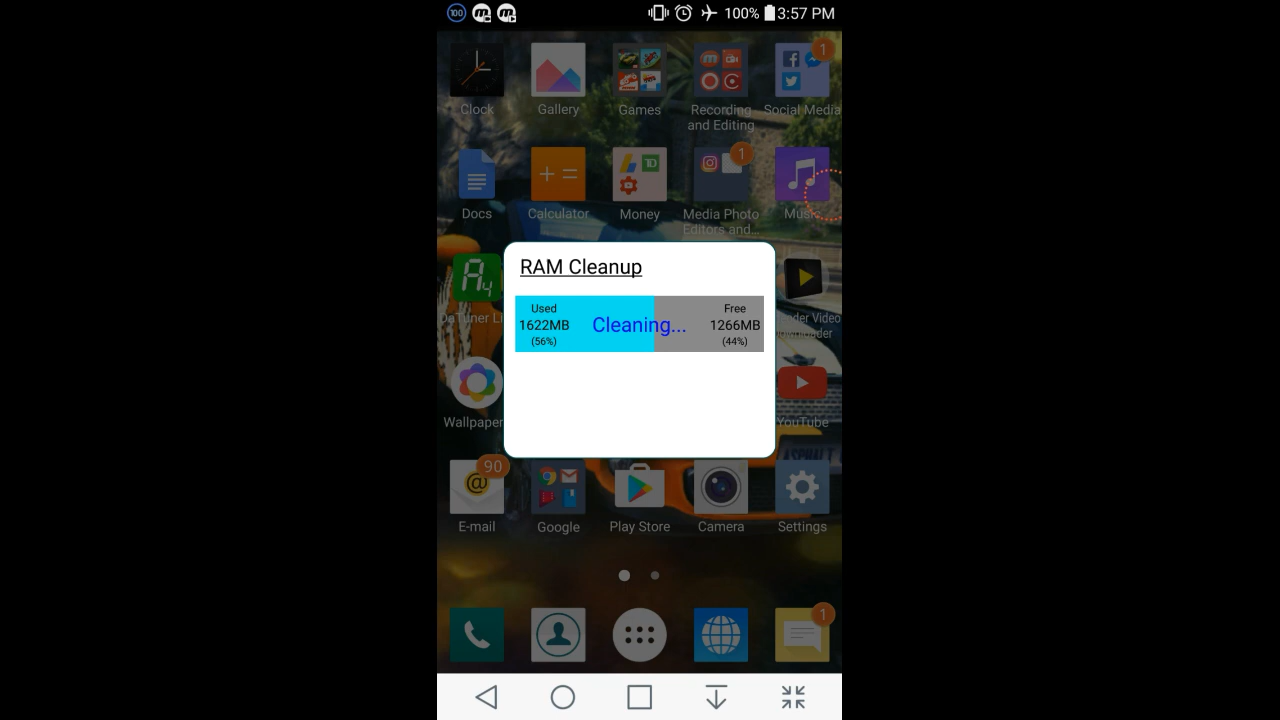 100
100% 3:57 PM
1
Clock
Gallery
Games
Recording
and Editing
Social Media
1
Docs
Calculator
Money
Media Photo
Editors and...
RAM Cleanup
Used
1622MB
(56%)
Cleaning...
Free
1266MB
(44%)
Wallpaper
YouTube
90
E-mail
Google
Play Store
Camera
Settings
1